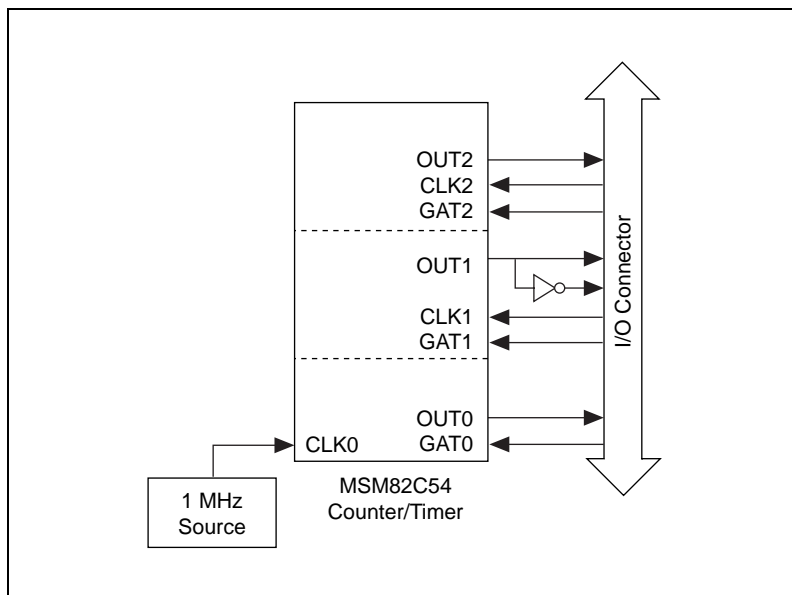 OUT2
CLK2
GAT2
OUT1
CLK1
GAT1
OUT0
CLK0 GAT0
I/O Connector
1 MHz
Source
MSM82C54
Counter/Timer